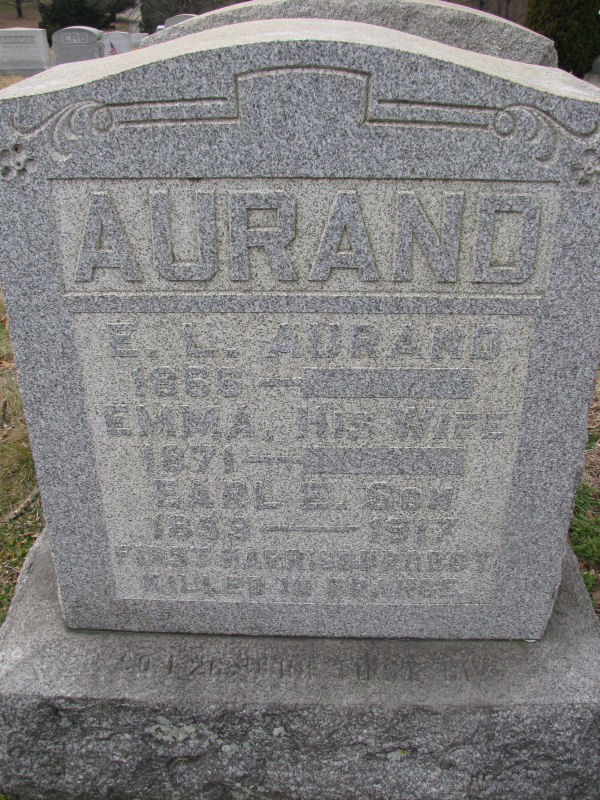 AURAND
E. L. AURAND
1866 —
EMMA, HIS WIFE
1871 —
EARL E. SON
1899 — 1917
FIRST HARRISBURG BOY
KILLED IN FRANCE